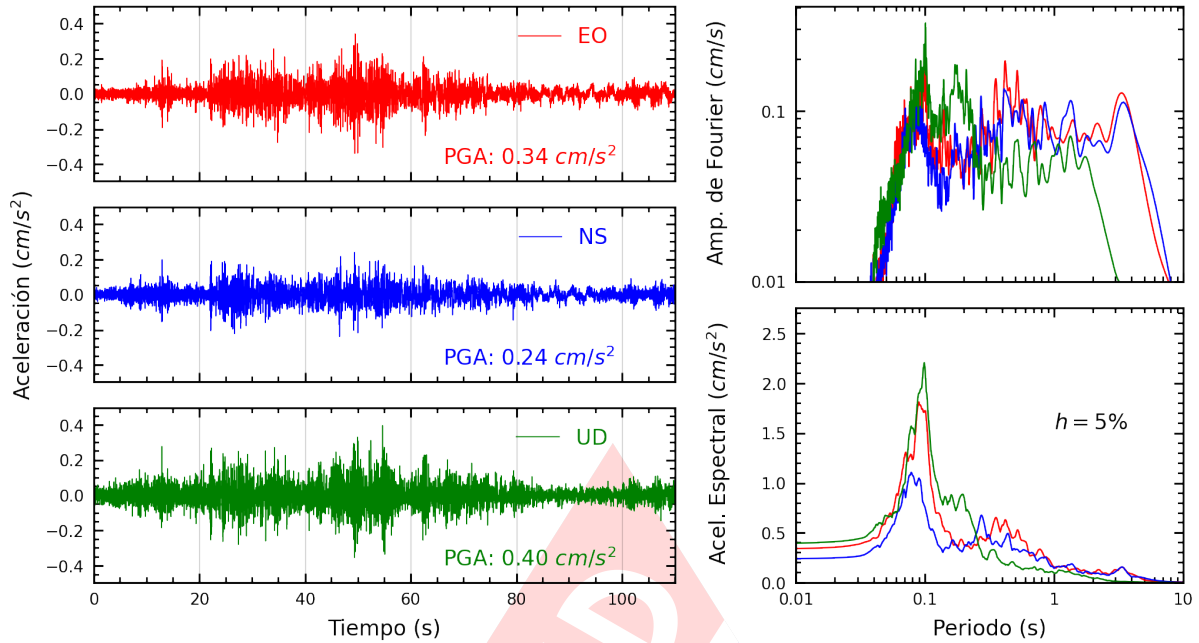 Aceleración (cm/s²)
0.4
0.2
0.0
−0.2
−0.4
EO
PGA: 0.34 cm/s²
0.4
0.2
0.0
−0.2
−0.4
NS
PGA: 0.24 cm/s²
0.4
0.2
0.0
−0.2
−0.4
UD
PGA: 0.40 cm/s²
0 20 40 60 80 100
Tiempo (s)
Amp. de Fourier (cm/s)
0.1
0.01
Acel. Espectral (cm/s²)
2.5
2.0
1.5
1.0
0.5
0.0
h = 5%
0.01 0.1 1 10
Periodo (s)